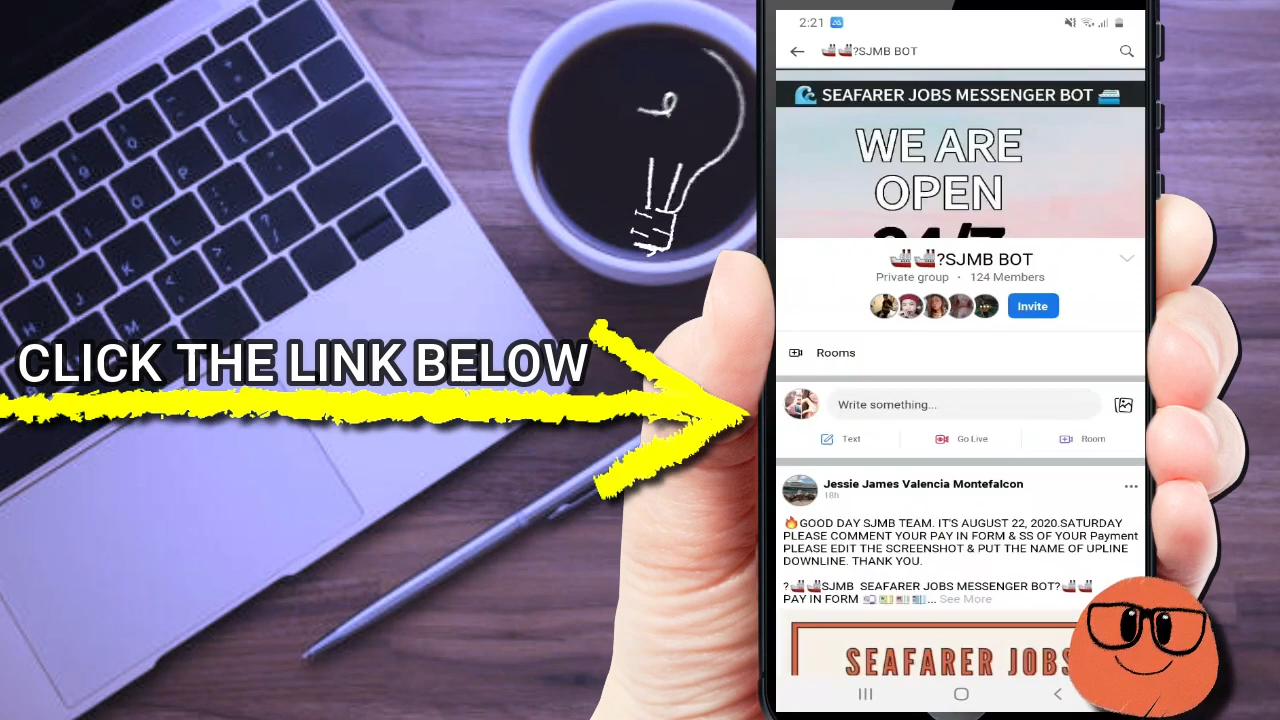 2:21
?SJMB BOT
SEAFARER JOBS MESSENGER BOT
WE ARE
OPEN
24/7
?SJMB BOT
Private group · 124 Members
Invite
Rooms
Write something...
Text
Go Live
Room
CLICK THE LINK BELOW
Jessie James Valencia Montefalcon
18h
🔥GOOD DAY SJMB TEAM. IT'S AUGUST 22, 2020.SATURDAY
PLEASE COMMENT YOUR PAY IN FORM & SS OF YOUR Payment
PLEASE EDIT THE SCREENSHOT & PUT THE NAME OF UPLINE
DOWNLINE. THANK YOU.
?🚢🚢SJMB SEAFARER JOBS MESSENGER BOT?🚢🚢
PAY IN FORM 💷💴💵💶... See More
SEAFARER JOBS